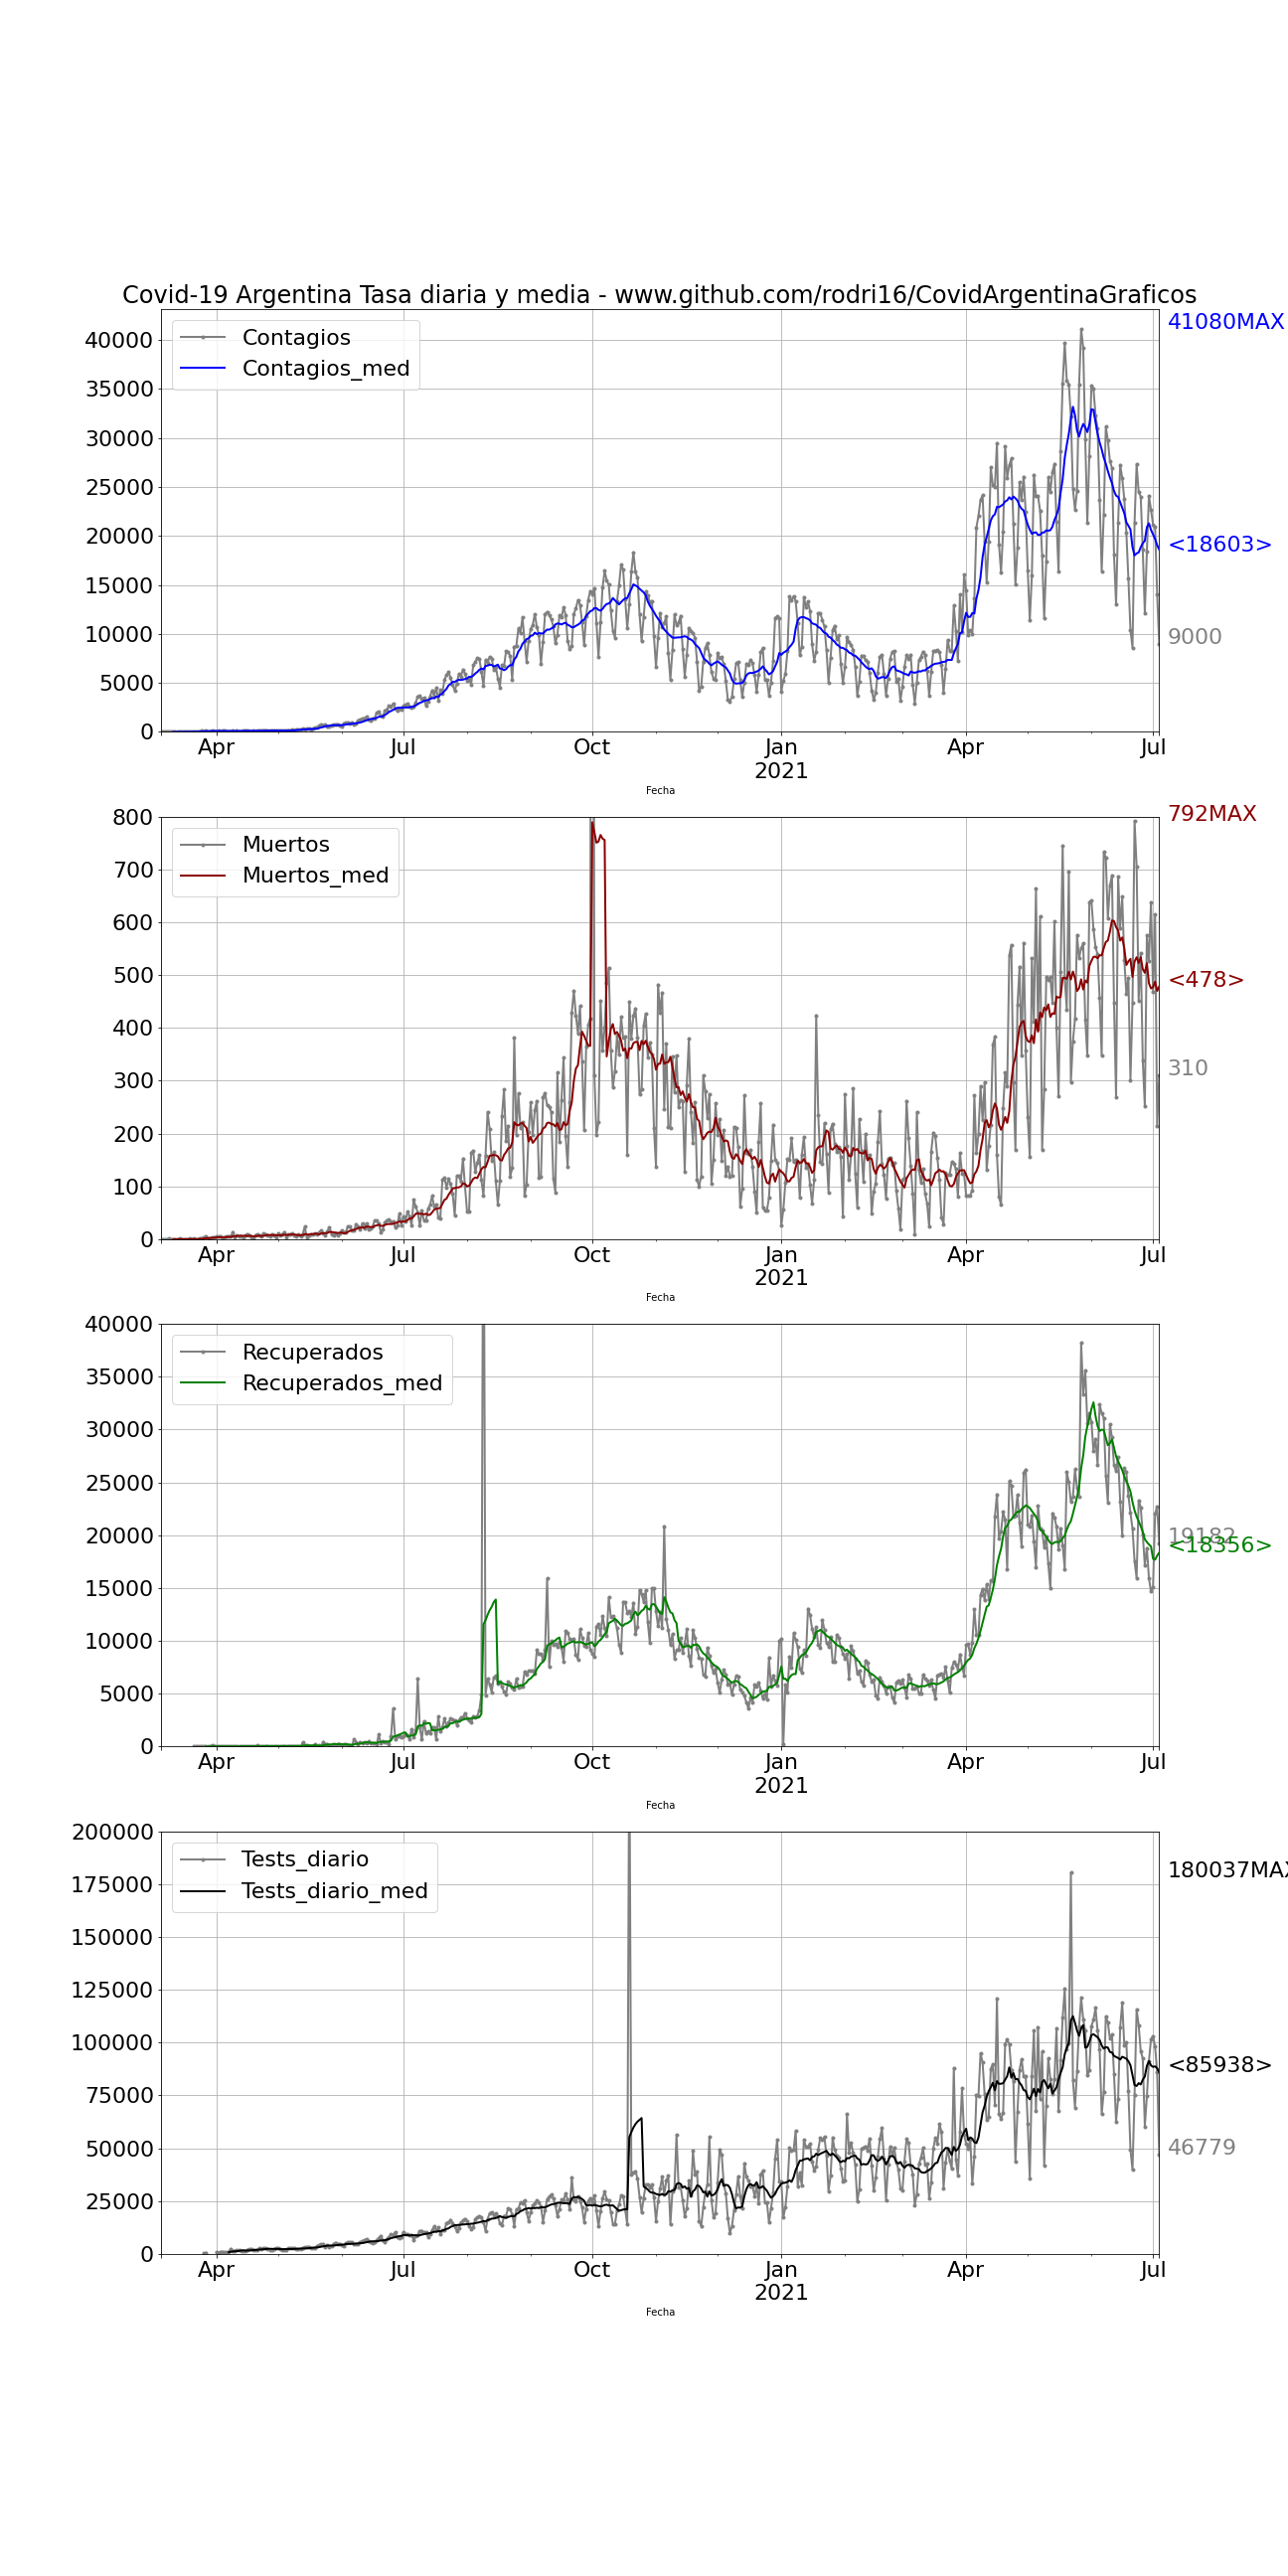 Covid-19 Argentina Tasa diaria y media - www.github.com/rodri16/CovidArgentinaGraficos
41080MAX
Contagios
Contagios_med
40000
35000
30000
25000
20000
15000
10000
5000
0
<18603>
9000
Apr Jul Oct Jan Apr Jul
2021
Fecha
792MAX
Muertos
Muertos_med
800
700
600
500
400
300
200
100
0
<478>
310
Apr Jul Oct Jan Apr Jul
2021
Fecha
Recuperados
Recuperados_med
40000
35000
30000
25000
20000
15000
10000
5000
0
19182
<18356>
Apr Jul Oct Jan Apr Jul
2021
Fecha
Tests_diario
Tests_diario_med
200000
175000
150000
125000
100000
75000
50000
25000
0
180037MAX
<85938>
46779
Apr Jul Oct Jan Apr Jul
2021
Fecha